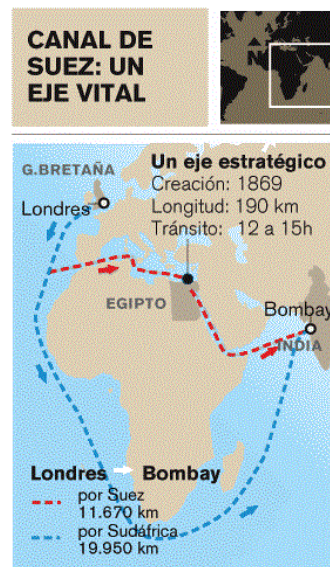 CANAL DE
SUEZ: UN
EJE VITAL
N
Un eje estratégico
Creación: 1869
Longitud: 190 km
Tránsito: 12 a 15h
G.BRETAÑA
Londres
EGIPTO
Bombay
INDIA
Londres Bombay
por Suez
11.670 km
por Sudáfrica
19.950 km